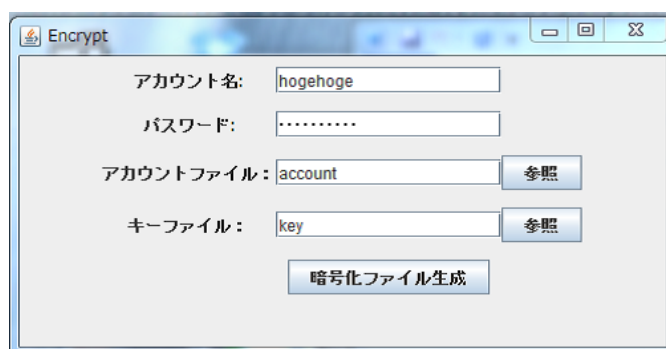 Encrypt
アカウント名: hogehoge
パスワード: ··········
アカウントファイル： account 参照
キーファイル： key 参照
暗号化ファイル生成